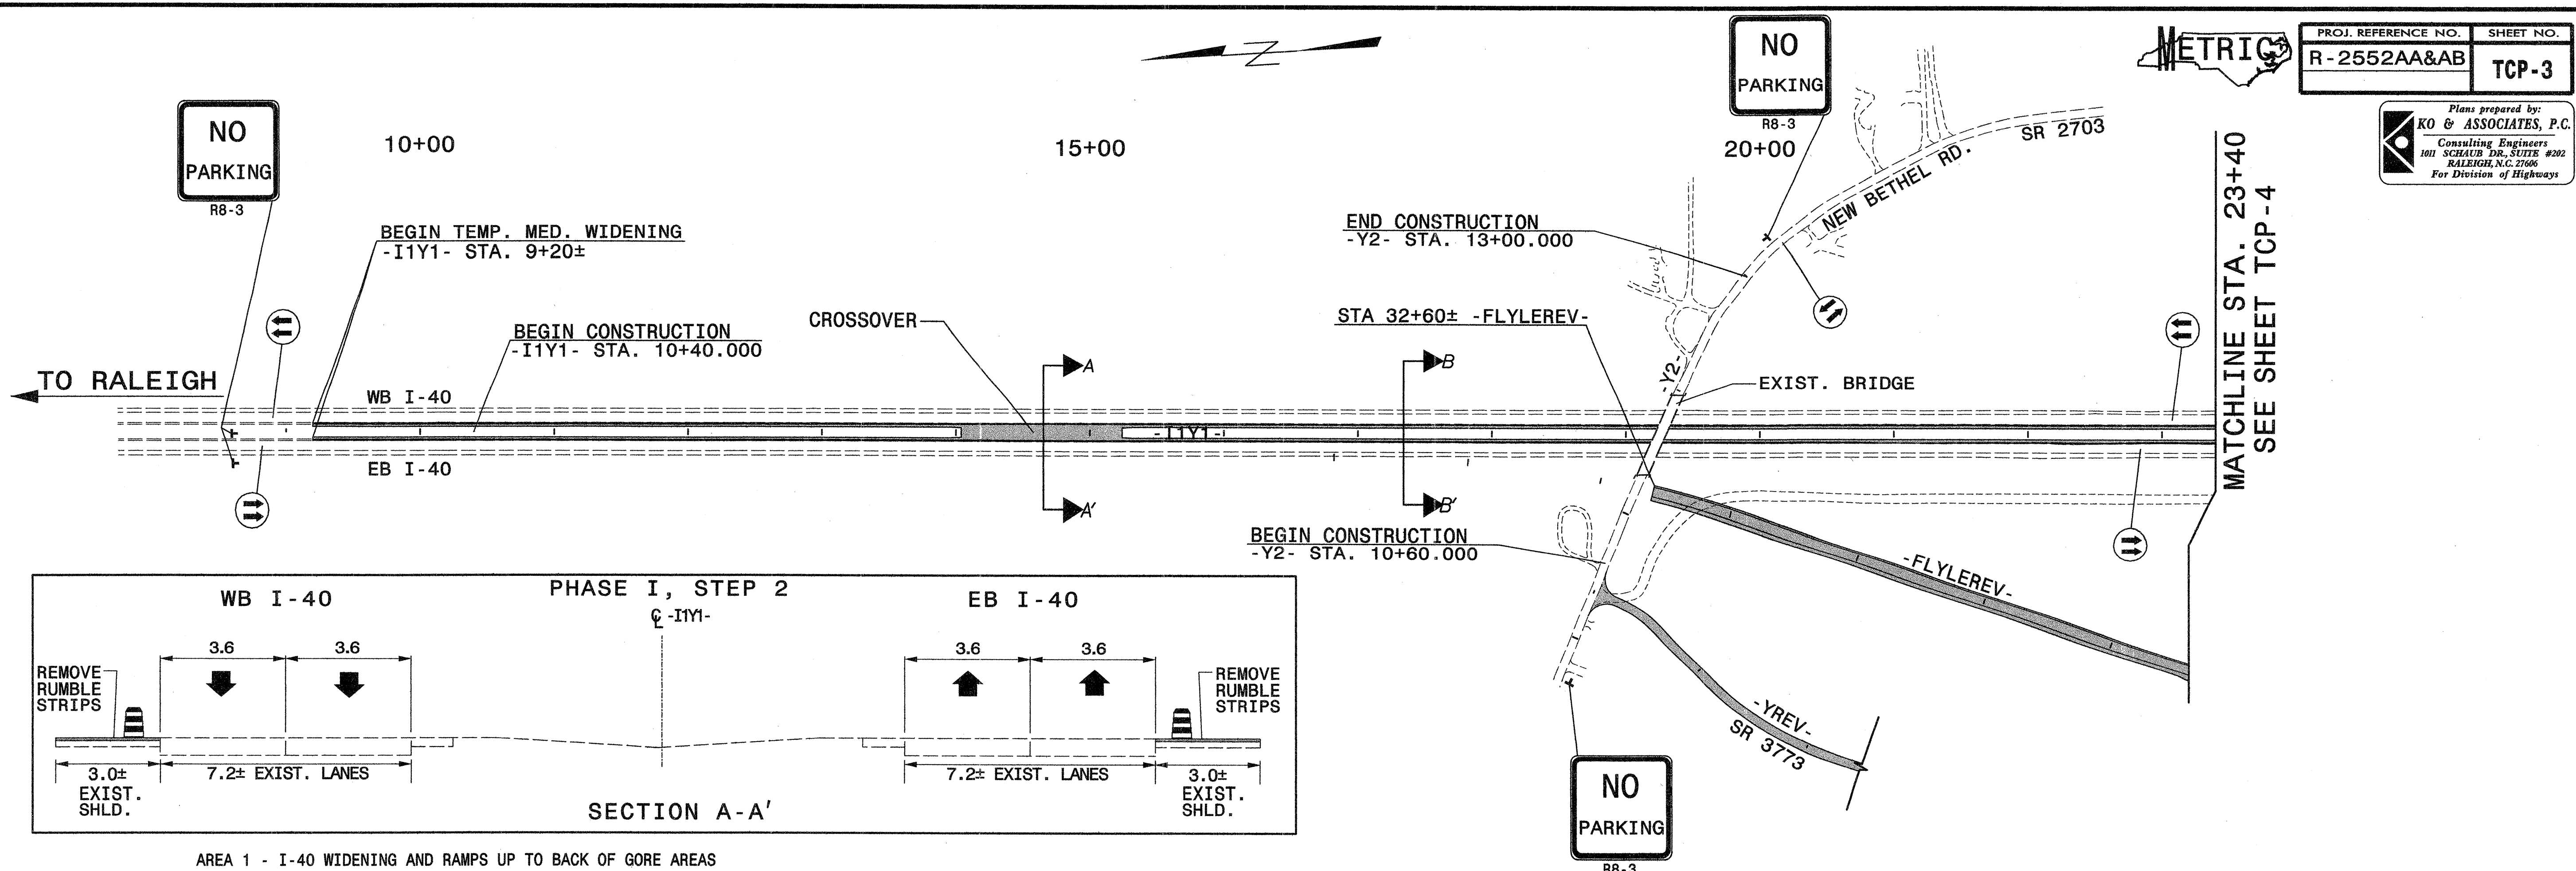 N
METRIC
PROJ. REFERENCE NO.
SHEET NO.
R-2552AA&AB
TCP-3
Plans prepared by:
KO & ASSOCIATES, P.C.
Consulting Engineers
1011 SCHAUB DR., SUITE #202
RALEIGH, N.C. 27606
For Division of Highways
NO
PARKING
R8-3
NO
PARKING
R8-3
10+00
15+00
20+00
SR 2703
NEW BETHEL RD.
MATCHLINE STA. 23+40
SEE SHEET TCP-4
BEGIN TEMP. MED. WIDENING
-I1Y1- STA. 9+20±
END CONSTRUCTION
-Y2- STA. 13+00.000
BEGIN CONSTRUCTION
-I1Y1- STA. 10+40.000
CROSSOVER
STA 32+60± -FLYLEREV-
A
B
-Y2-
EXIST. BRIDGE
TO RALEIGH
WB I-40
-I1Y1-
EB I-40
A'
B'
BEGIN CONSTRUCTION
-Y2- STA. 10+60.000
-FLYLEREV-
-YREV-
SR 3773
NO
PARKING
R8-3
PHASE I, STEP 2
WB I-40
EB I-40
℄ -I1Y1-
3.6
3.6
3.6
3.6
REMOVE
RUMBLE
STRIPS
REMOVE
RUMBLE
STRIPS
3.0±
EXIST.
SHLD.
7.2± EXIST. LANES
7.2± EXIST. LANES
3.0±
EXIST.
SHLD.
SECTION A-A'
AREA 1 - I-40 WIDENING AND RAMPS UP TO BACK OF GORE AREAS